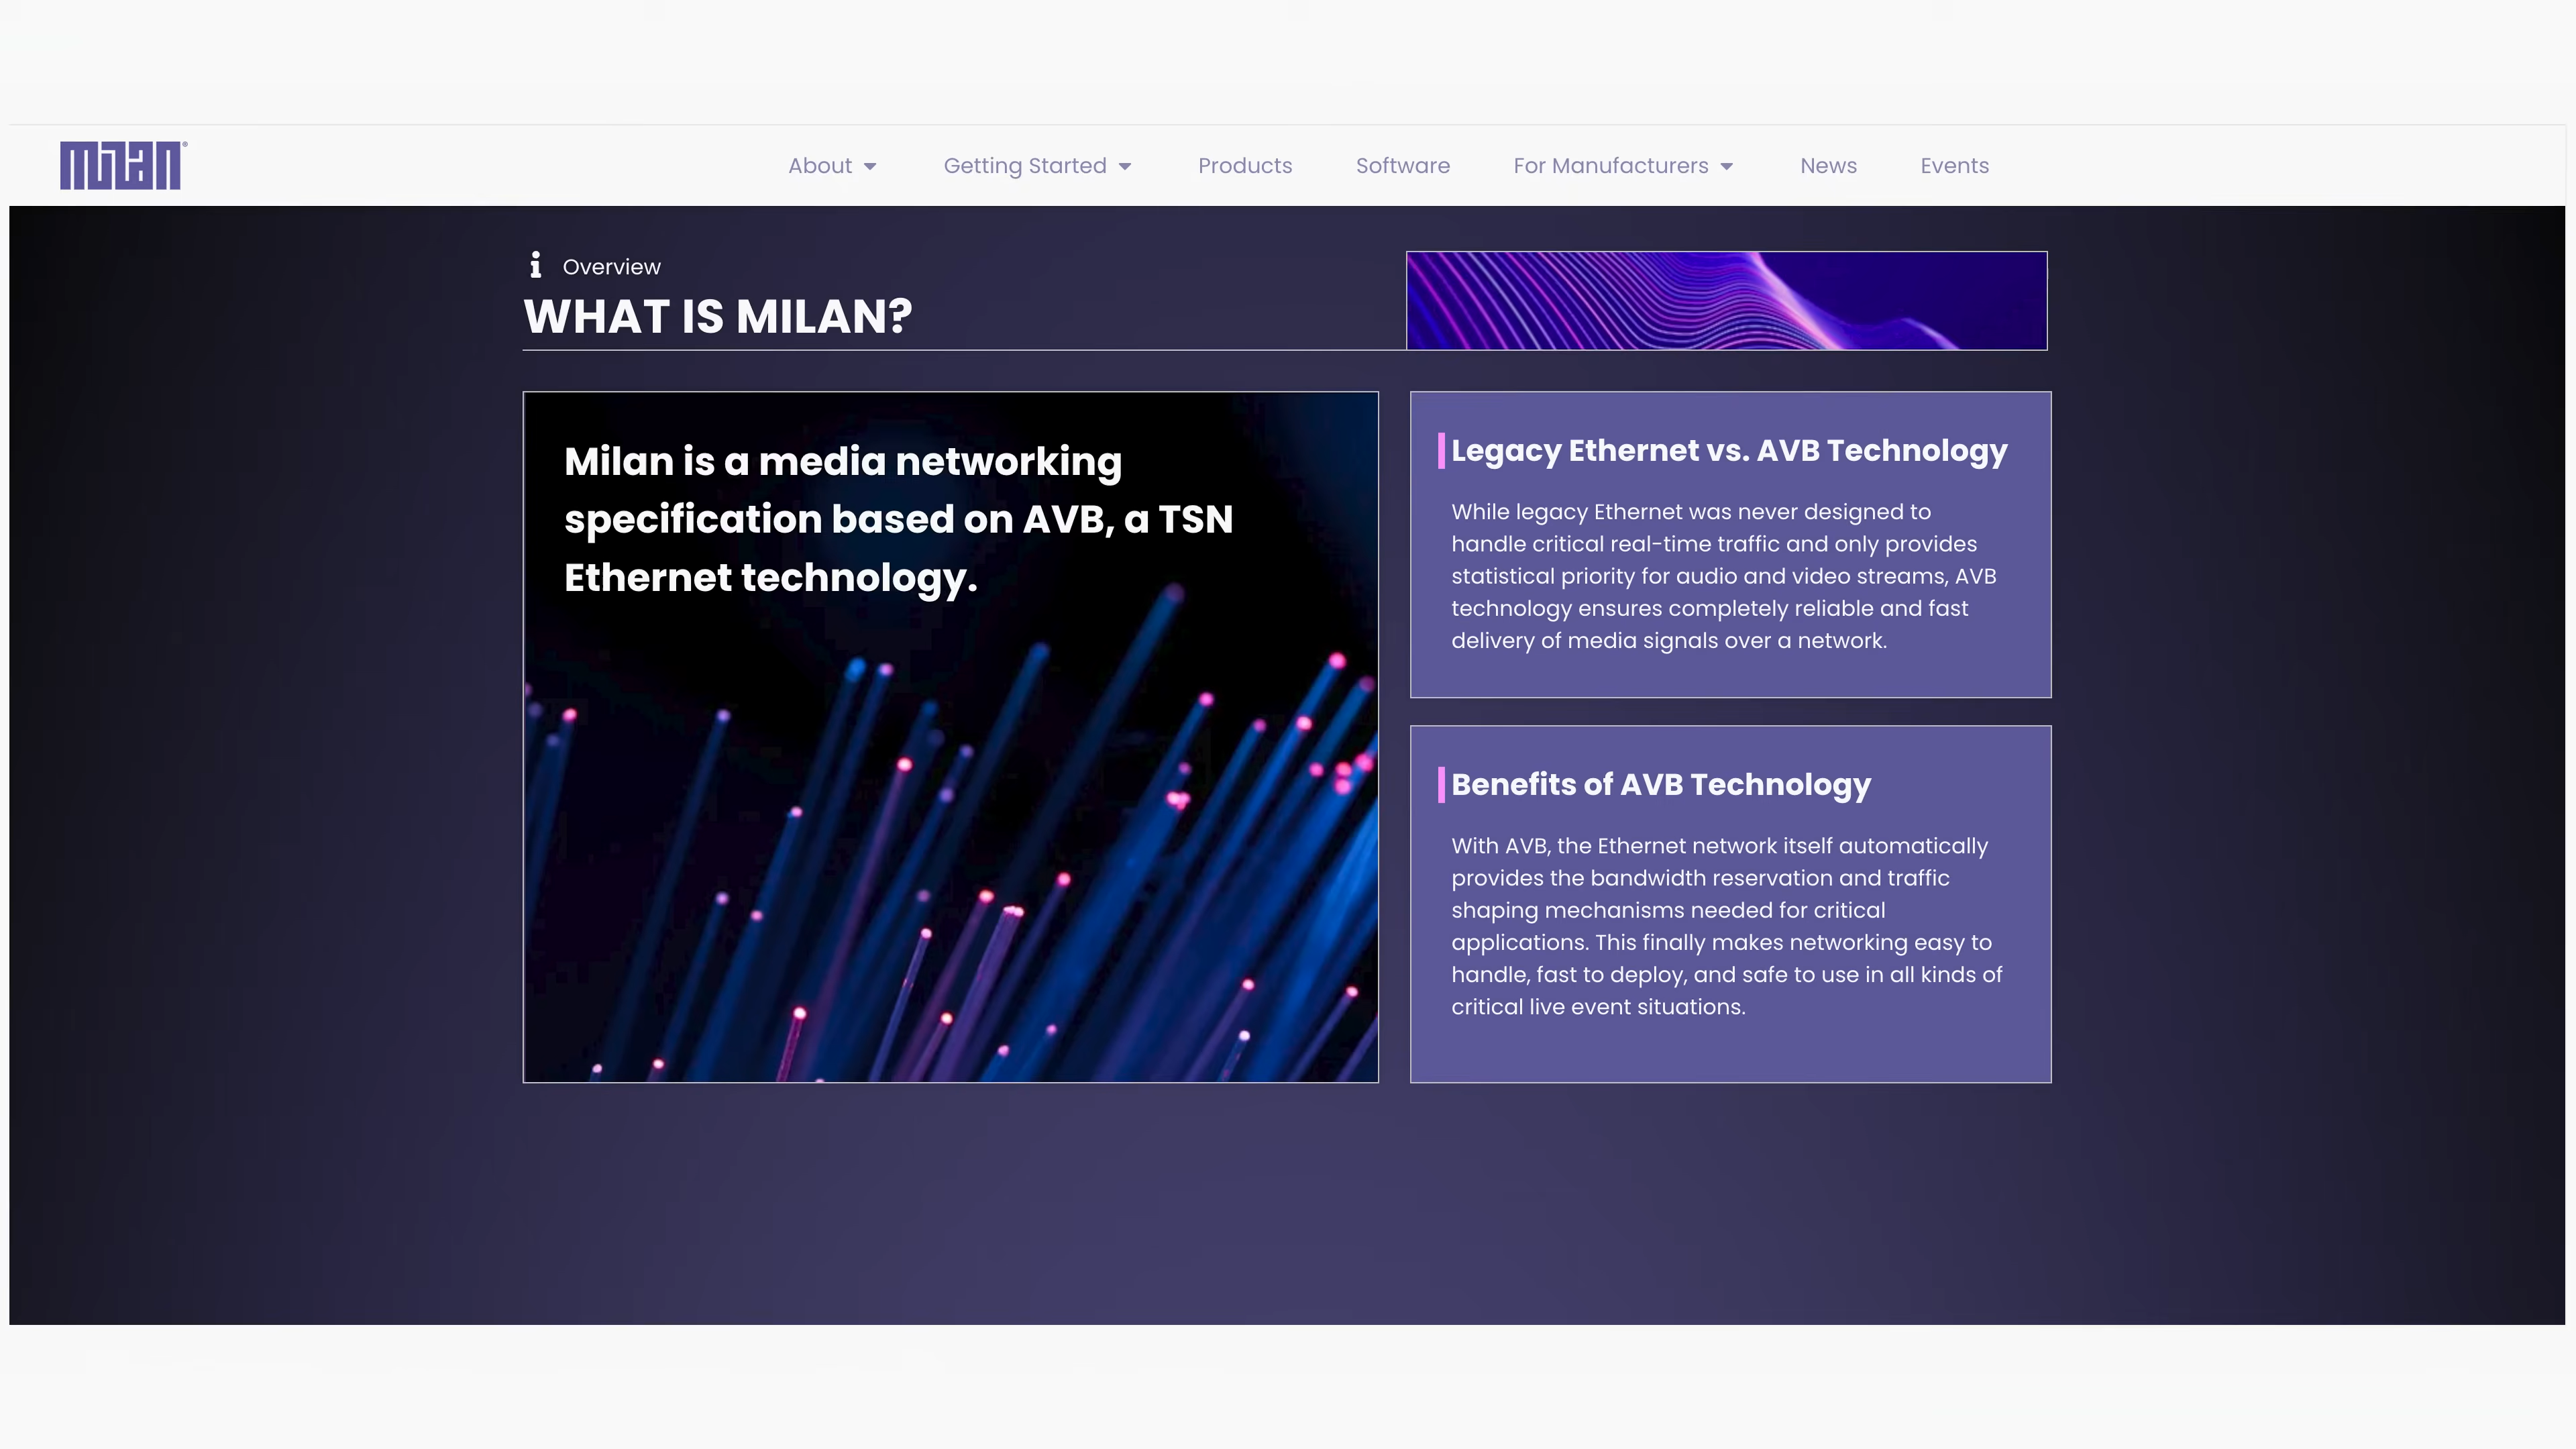 milan®
About
Getting Started
Products
Software
For Manufacturers
News
Events
Overview
WHAT IS MILAN?
Milan is a media networking
specification based on AVB, a TSN
Ethernet technology.
Legacy Ethernet vs. AVB Technology
While legacy Ethernet was never designed to
handle critical real-time traffic and only provides
statistical priority for audio and video streams, AVB
technology ensures completely reliable and fast
delivery of media signals over a network.
Benefits of AVB Technology
With AVB, the Ethernet network itself automatically
provides the bandwidth reservation and traffic
shaping mechanisms needed for critical
applications. This finally makes networking easy to
handle, fast to deploy, and safe to use in all kinds of
critical live event situations.